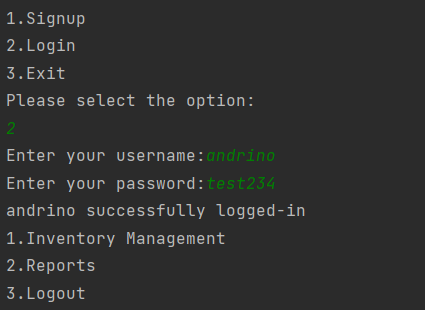 1.Signup
2.Login
3.Exit
Please select the option:
2
Enter your username:andrino
Enter your password:test234
andrino successfully logged-in
1.Inventory Management
2.Reports
3.Logout